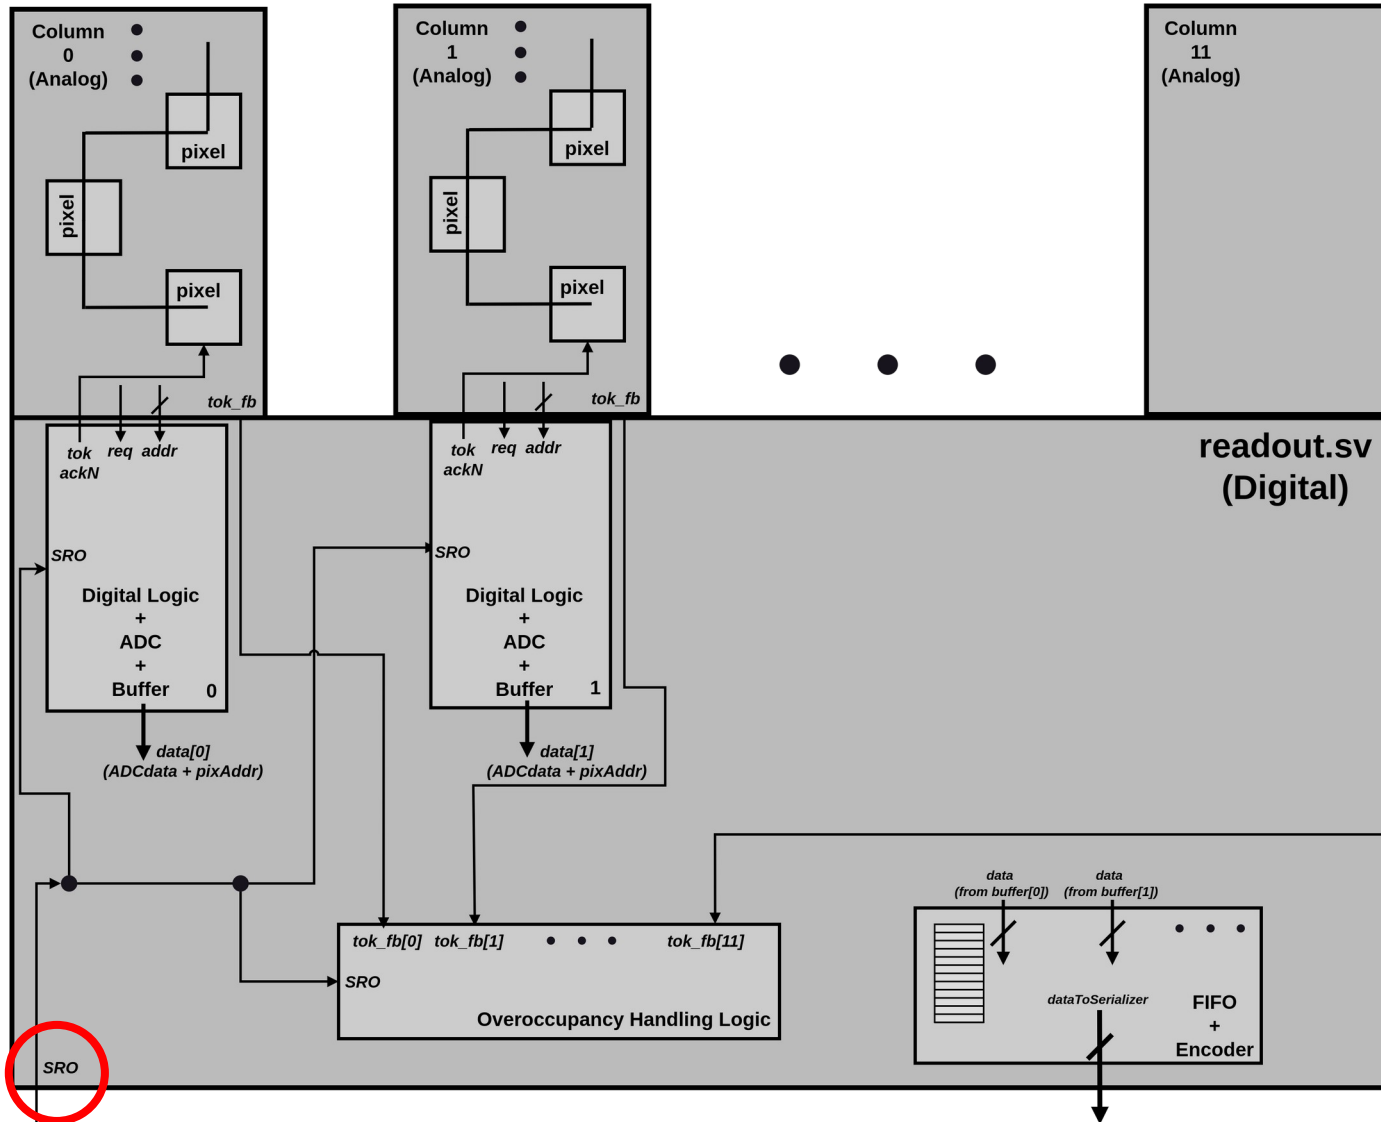 Column
0
(Analog)
pixel
pixel
pixel
tok_fb
Column
1
(Analog)
pixel
pixel
pixel
tok_fb
Column
11
(Analog)
readout.sv
(Digital)
tok
ackN
req
addr
SRO
Digital Logic
+
ADC
+
Buffer
0
data[0]
(ADCdata + pixAddr)
tok
ackN
req
addr
SRO
Digital Logic
+
ADC
+
Buffer
1
data[1]
(ADCdata + pixAddr)
tok_fb[0] tok_fb[1]
tok_fb[11]
SRO
Overoccupancy Handling Logic
data
(from buffer[0])
data
(from buffer[1])
dataToSerializer
FIFO
+
Encoder
SRO